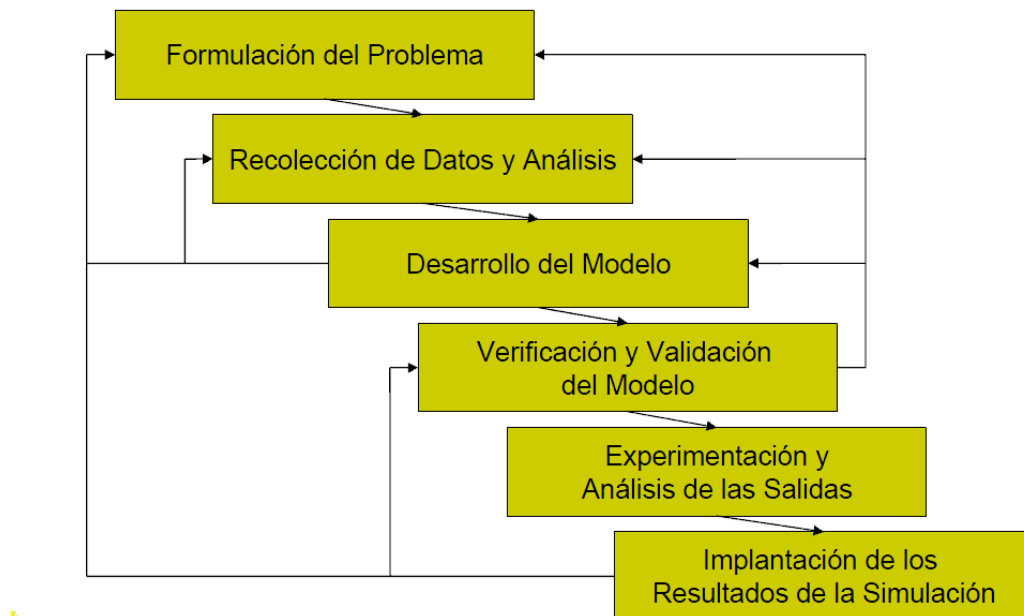 Formulación del Problema
Recolección de Datos y Análisis
Desarrollo del Modelo
Verificación y Validación
del Modelo
Experimentación y
Análisis de las Salidas
Implantación de los
Resultados de la Simulación